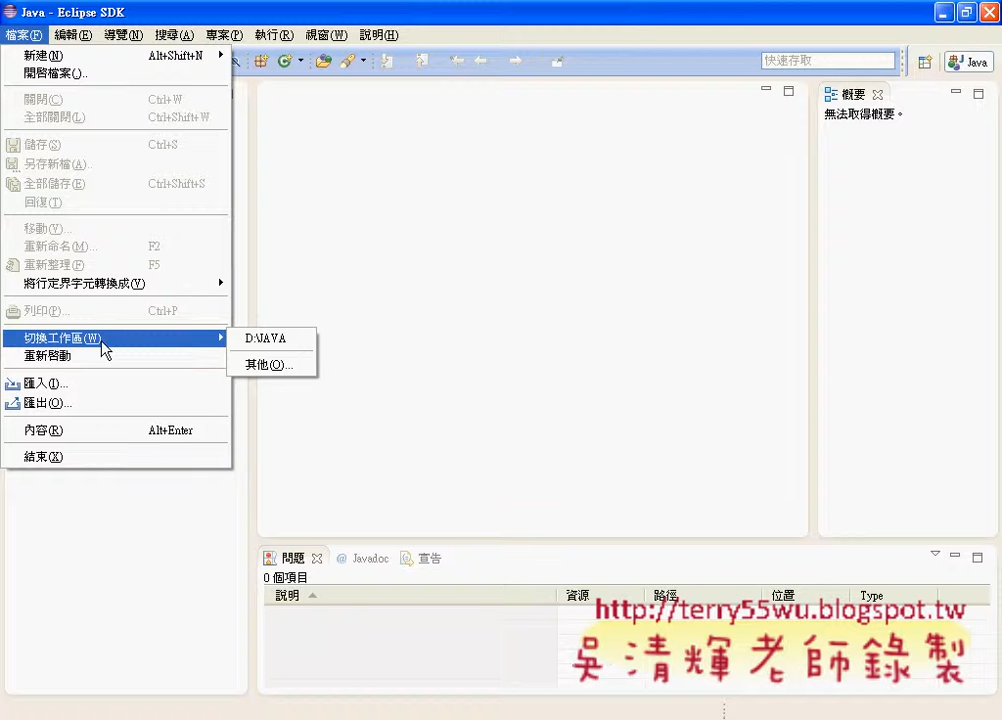 Java - Eclipse SDK
檔案(F) 編輯(E) 導覽(N) 搜尋(A) 專案(P) 執行(R) 視窗(W) 說明(H)
新建(N) Alt+Shift+N
開啓檔案(.)..
關閉(C) Ctrl+W
全部關閉(L) Ctrl+Shift+W
儲存(S) Ctrl+S
另存新檔(A)..
全部儲存(E) Ctrl+Shift+S
回復(T)
移動(V)...
重新命名(M)... F2
重新整理(F) F5
將行定界字元轉換成(V)
列印(P)... Ctrl+P
切換工作區(W)
重新啓動
匯入(I)...
匯出(O)...
內容(R) Alt+Enter
結束(X)
D:\JAVA
其他(O)...
快速存取
Java
概要
無法取得概要。
問題 @ Javadoc 宣告
0 個項目
說明 資源 路徑 位置 Type
http://terry55wu.blogspot.tw
吳清輝老師錄製